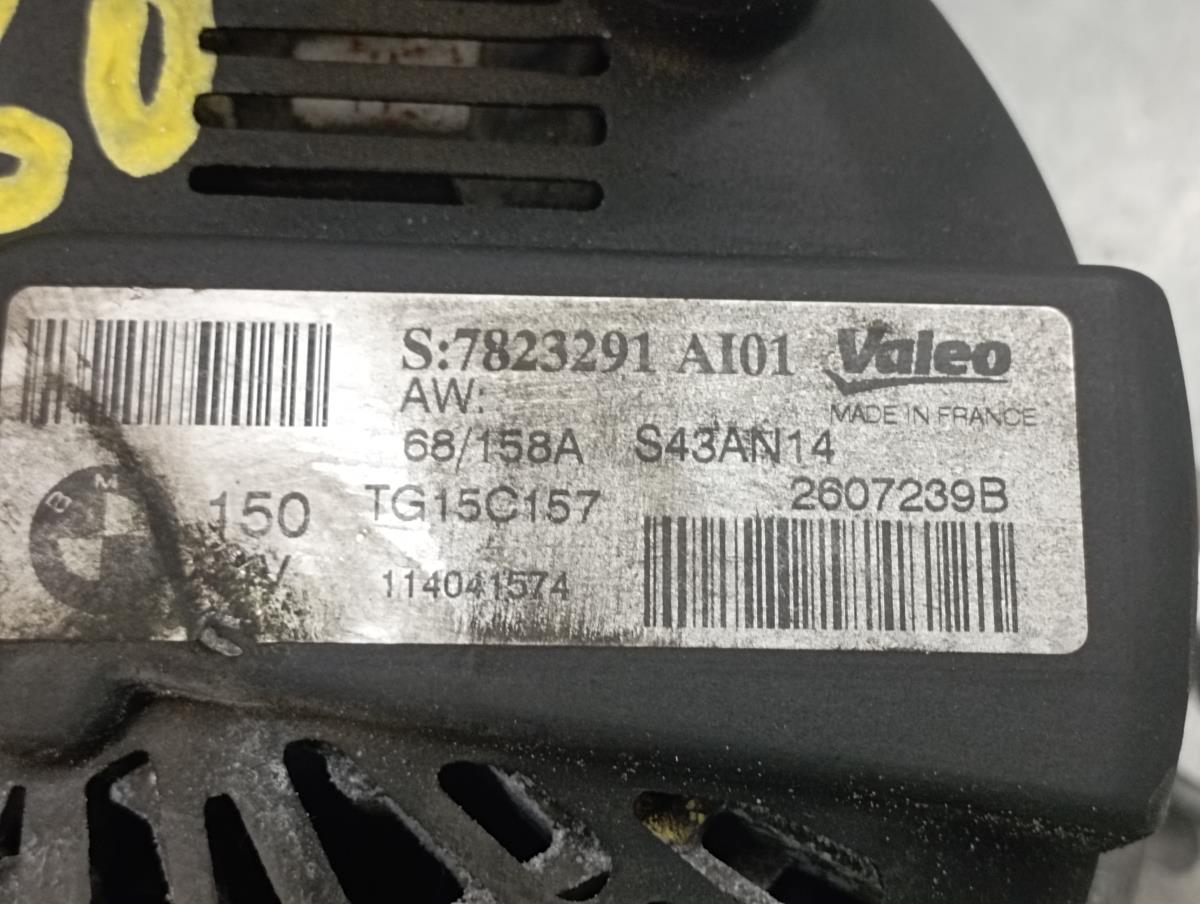 S:7823291 AI01 Valeo
AW: MADE IN FRANCE
68/158A S43AN14
B M
150 TG15C157 2607239B
V 114041574